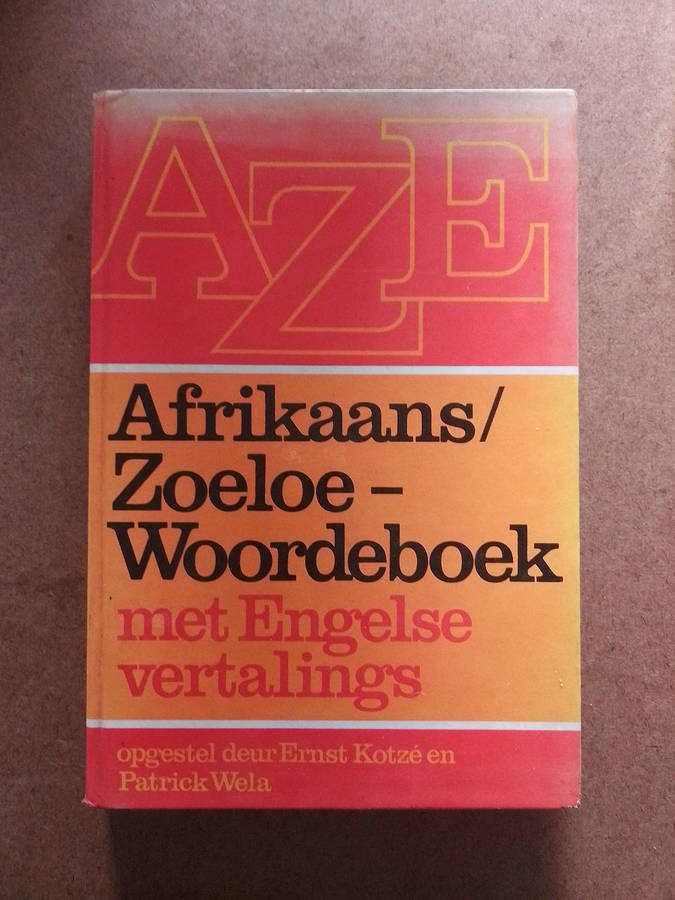 AZE
Afrikaans/
Zoeloe –
Woordeboek
met Engelse
vertalings
opgestel deur Ernst Kotzé en
Patrick Wela